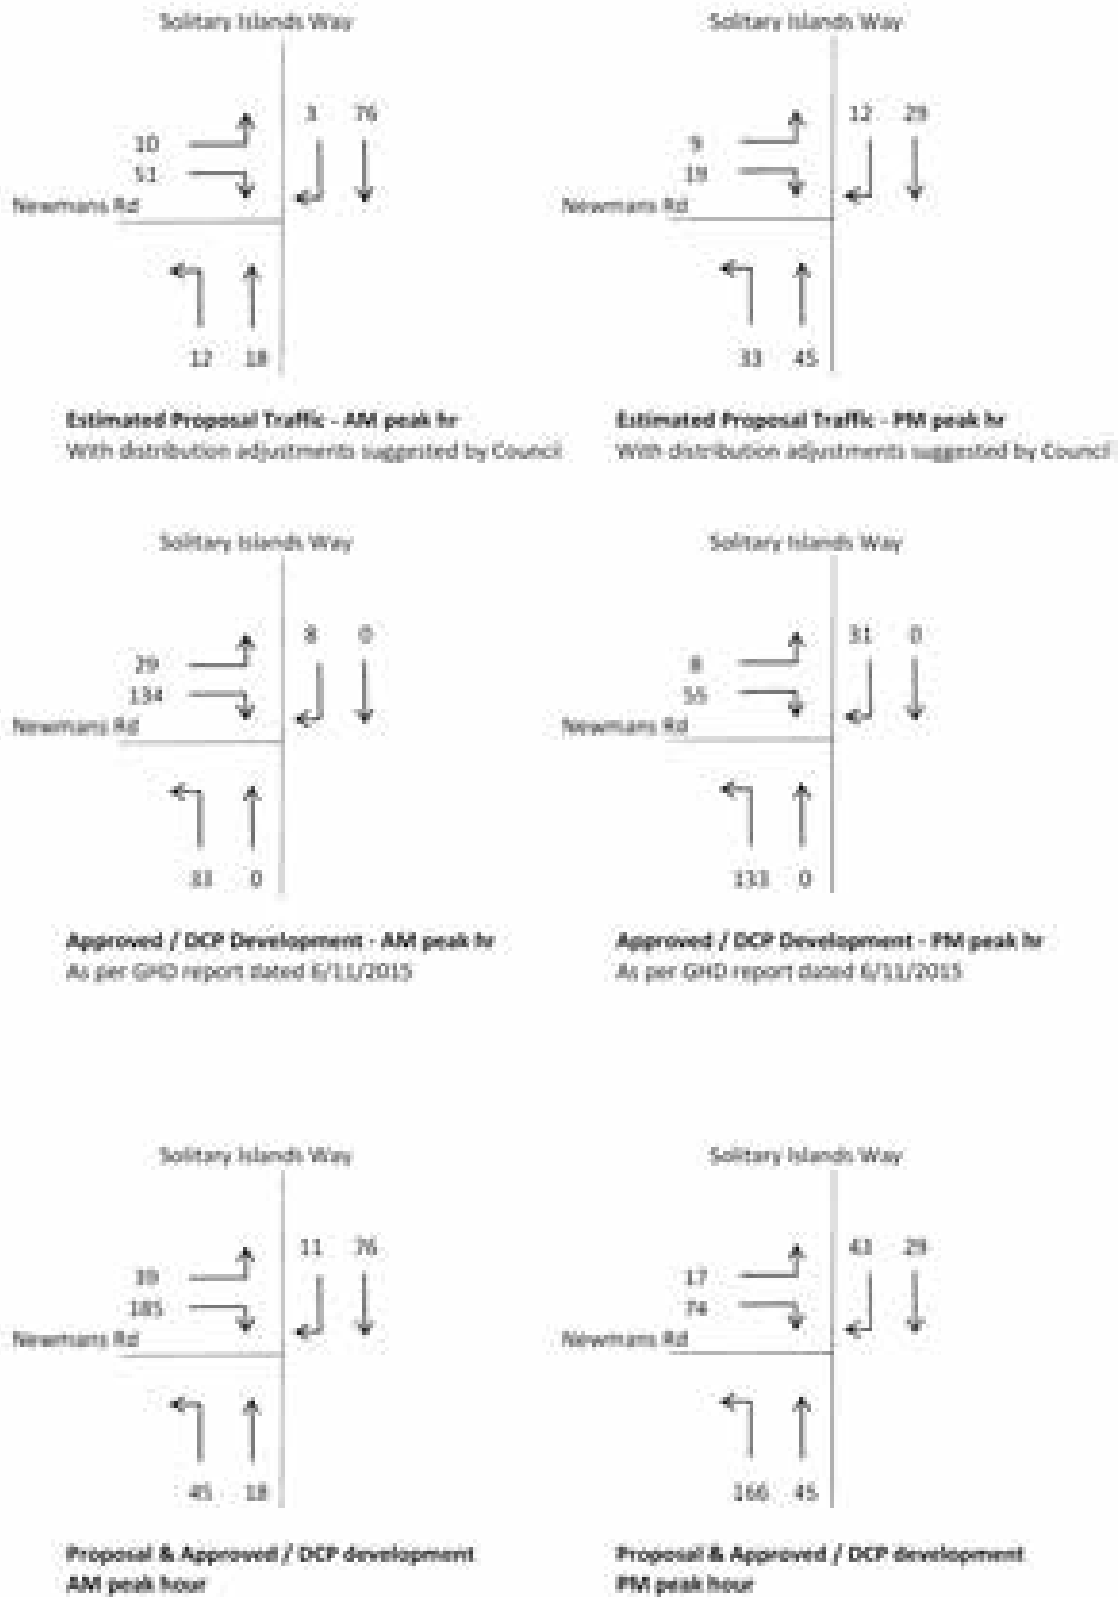 Solitary Islands Way
3 76
10
51
Newmans Rd
12 18
Estimated Proposal Traffic - AM peak hr
With distribution adjustments suggested by Council
Solitary Islands Way
12 29
9
19
Newmans Rd
33 45
Estimated Proposal Traffic - PM peak hr
With distribution adjustments suggested by Council
Solitary Islands Way
8 0
29
134
Newmans Rd
33 0
Approved / DCP Development - AM peak hr
As per GHD report dated 6/11/2015
Solitary Islands Way
31 0
8
55
Newmans Rd
133 0
Approved / DCP Development - PM peak hr
As per GHD report dated 6/11/2015
Solitary Islands Way
11 76
39
185
Newmans Rd
45 18
Proposal & Approved / DCP development
AM peak hour
Solitary Islands Way
43 29
17
74
Newmans Rd
166 45
Proposal & Approved / DCP development
PM peak hour